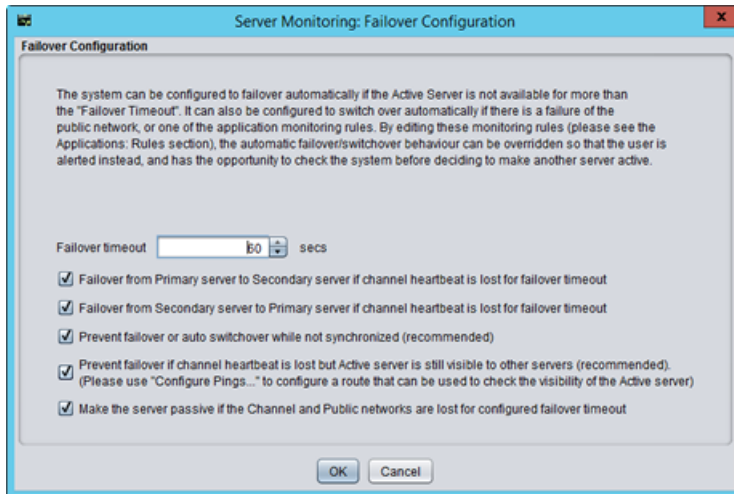 Server Monitoring: Failover Configuration
x
Failover Configuration
The system can be configured to failover automatically if the Active Server is not available for more than
the "Failover Timeout". It can also be configured to switch over automatically if there is a failure of the
public network, or one of the application monitoring rules. By editing these monitoring rules (please see the
Applications: Rules section), the automatic failover/switchover behaviour can be overridden so that the user is
alerted instead, and has the opportunity to check the system before deciding to make another server active.
Failover timeout 60 secs
Failover from Primary server to Secondary server if channel heartbeat is lost for failover timeout
Failover from Secondary server to Primary server if channel heartbeat is lost for failover timeout
Prevent failover or auto switchover while not synchronized (recommended)
Prevent failover if channel heartbeat is lost but Active server is still visible to other servers (recommended).
(Please use "Configure Pings..." to configure a route that can be used to check the visibility of the Active server)
Make the server passive if the Channel and Public networks are lost for configured failover timeout
OK Cancel